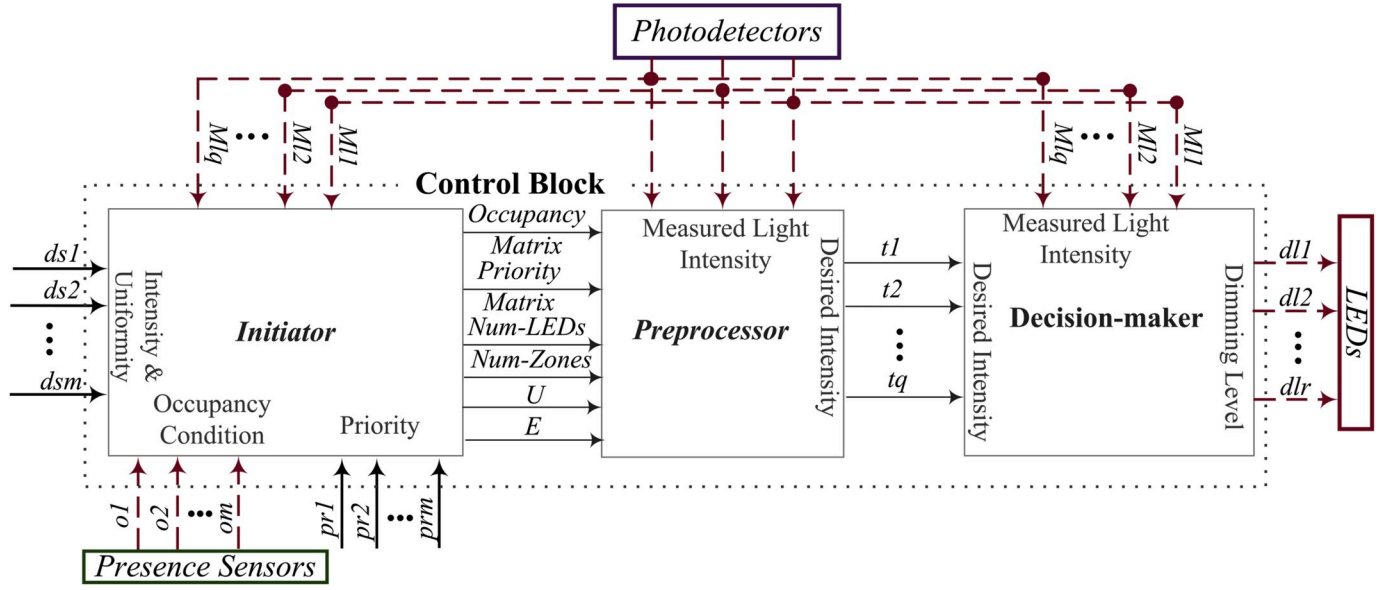 Photodetectors
Mlq
...
Ml2
Ml1
Mlq
...
Ml2
Ml1
Control Block
ds1
ds2
dsm
Intensity &
Uniformity
Initiator
Occupancy
Condition
Priority
Occupancy
Matrix
Priority
Matrix
Num-LEDs
Num-Zones
U
E
Measured Light
Intensity
Preprocessor
Desired Intensity
t1
t2
tq
Measured Light
Intensity
Desired Intensity
Decision-maker
Dimming Level
dl1
dl2
dlr
LEDs
o1
o2
...
om
pr1
pr2
...
prm
Presence Sensors